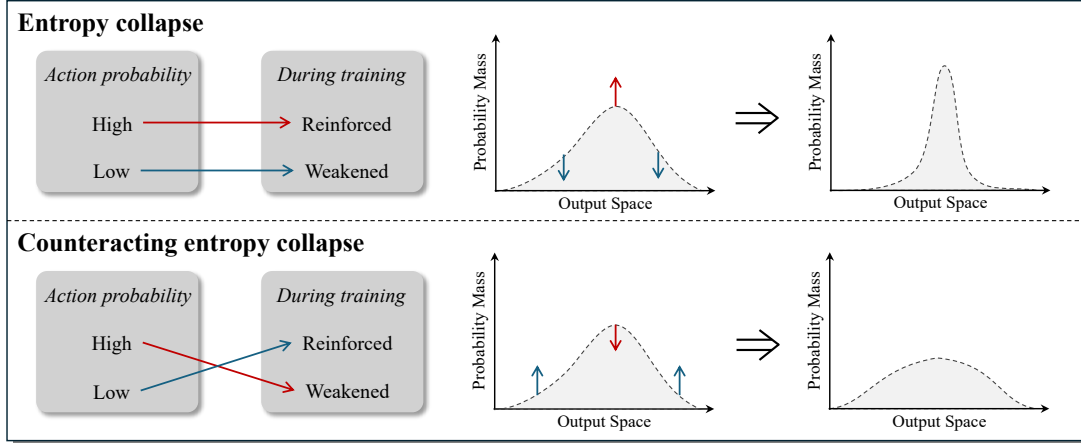 Entropy collapse
Action probability
During training
High
Reinforced
Low
Weakened
Probability Mass
Output Space
Probability Mass
Output Space
Counteracting entropy collapse
Action probability
During training
High
Reinforced
Low
Weakened
Probability Mass
Output Space
Probability Mass
Output Space